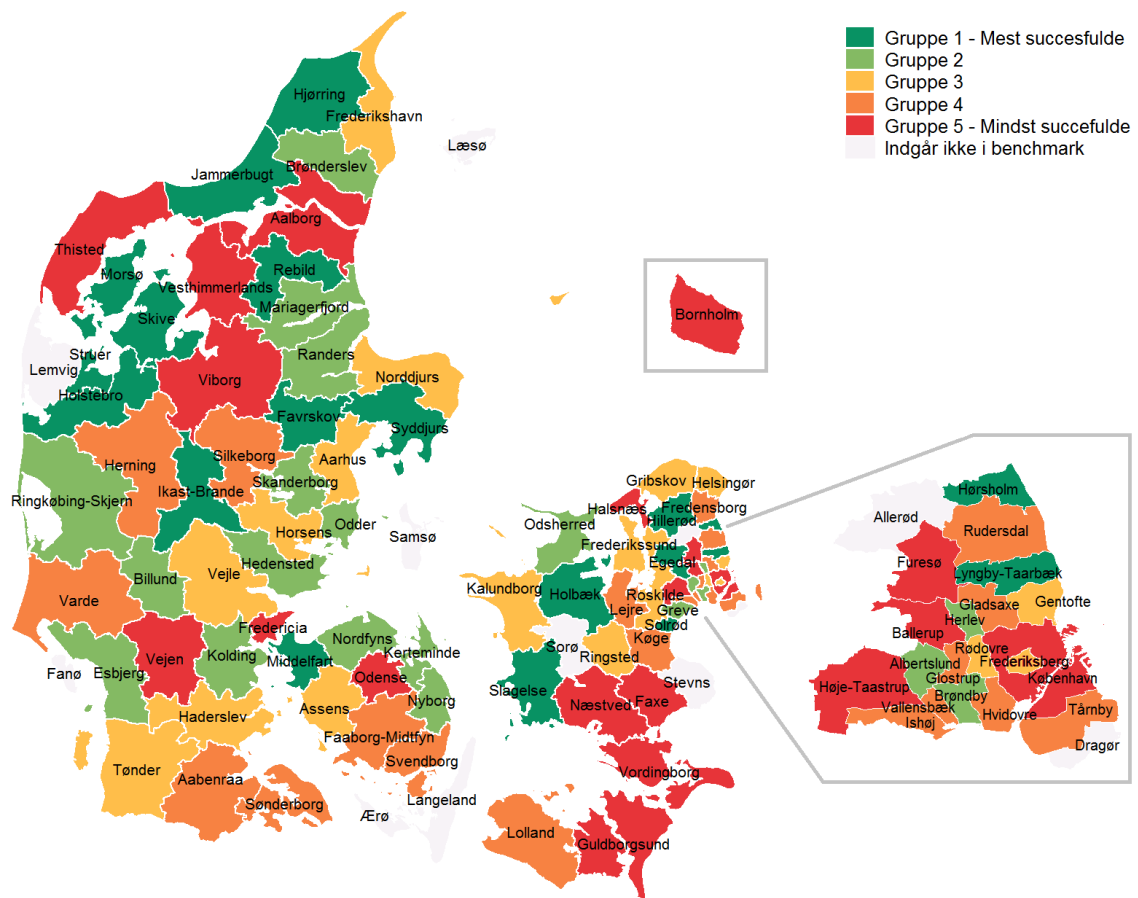 Gruppe 1 - Mest succesfulde
Gruppe 2
Gruppe 3
Gruppe 4
Gruppe 5 - Mindst succefulde
Indgår ikke i benchmark
Hjørring
Frederikshavn
Læsø
Brønderslev
Jammerbugt
Aalborg
Thisted
Morsø
Rebild
Vesthimmerlands
Mariagerfjord
Skive
Struer
Randers
Lemvig
Viborg
Norddjurs
Holstebro
Favrskov
Syddjurs
Silkeborg
Aarhus
Herning
Skanderborg
Ikast-Brande
Ringkøbing-Skjern
Odder
Horsens
Samsø
Hedensted
Billund
Vejle
Varde
Fredericia
Nordfyns
Kolding
Middelfart
Kerteminde
Vejen
Esbjerg
Fanø
Odense
Nyborg
Assens
Haderslev
Faaborg-Midtfyn
Svendborg
Tønder
Aabenraa
Langeland
Sønderborg
Ærø
Bornholm
Gribskov
Helsingør
Halsnæs
Fredensborg
Hillerød
Odsherred
Frederikssund
Egedal
Kalundborg
Holbæk
Roskilde
Lejre
Greve
Solrød
Køge
Sorø
Ringsted
Stevns
Slagelse
Næstved
Faxe
Vordingborg
Lolland
Guldborgsund
Hørsholm
Allerød
Rudersdal
Furesø
Lyngby-Taarbæk
Gladsaxe
Gentofte
Herlev
Ballerup
Rødovre
Albertslund
Frederiksberg
Glostrup
København
Høje-Taastrup
Brøndby
Vallensbæk
Tårnby
Ishøj
Hvidovre
Dragør